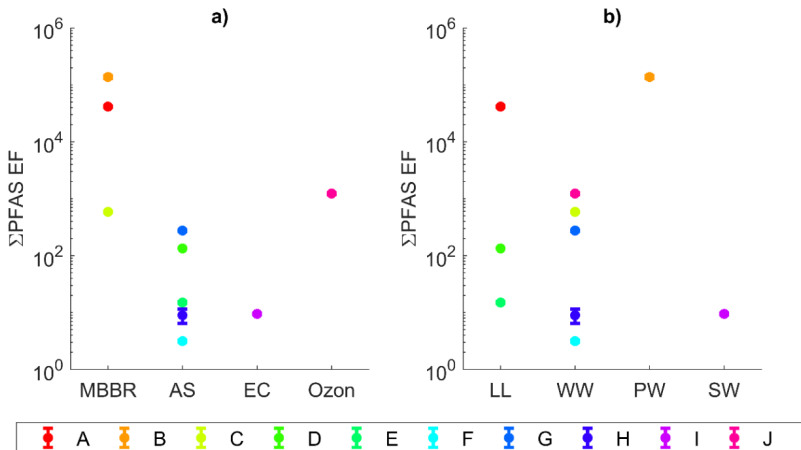 a)
ΣPFAS EF
10^6
10^4
10^2
10^0
MBBR AS EC Ozon
b)
ΣPFAS EF
10^6
10^4
10^2
10^0
LL WW PW SW
A B C D E F G H I J